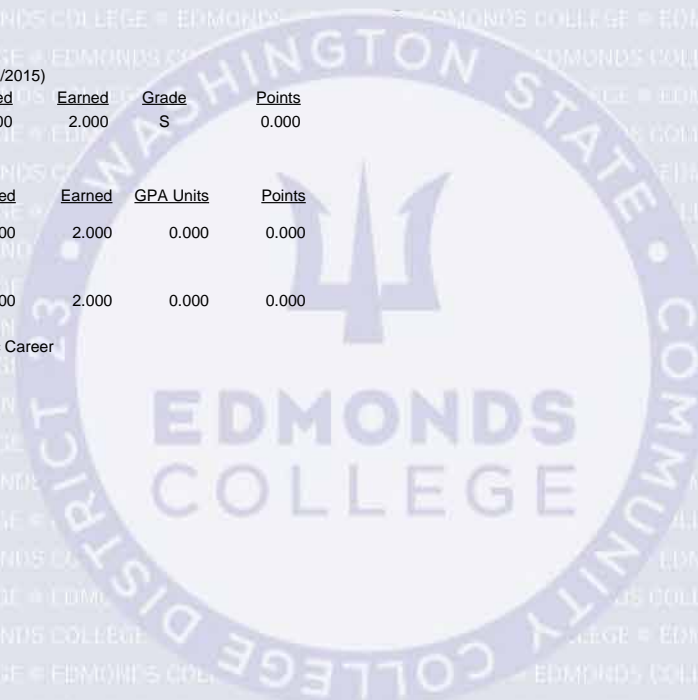 /2015)
ed Earned Grade Points
00 2.000 S 0.000
ed Earned GPA Units Points
00 2.000 0.000 0.000
00 2.000 0.000 0.000
Career
WASHINGTON STATE COMMUNITY COLLEGE DISTRICT 23
EDMONDS
COLLEGE